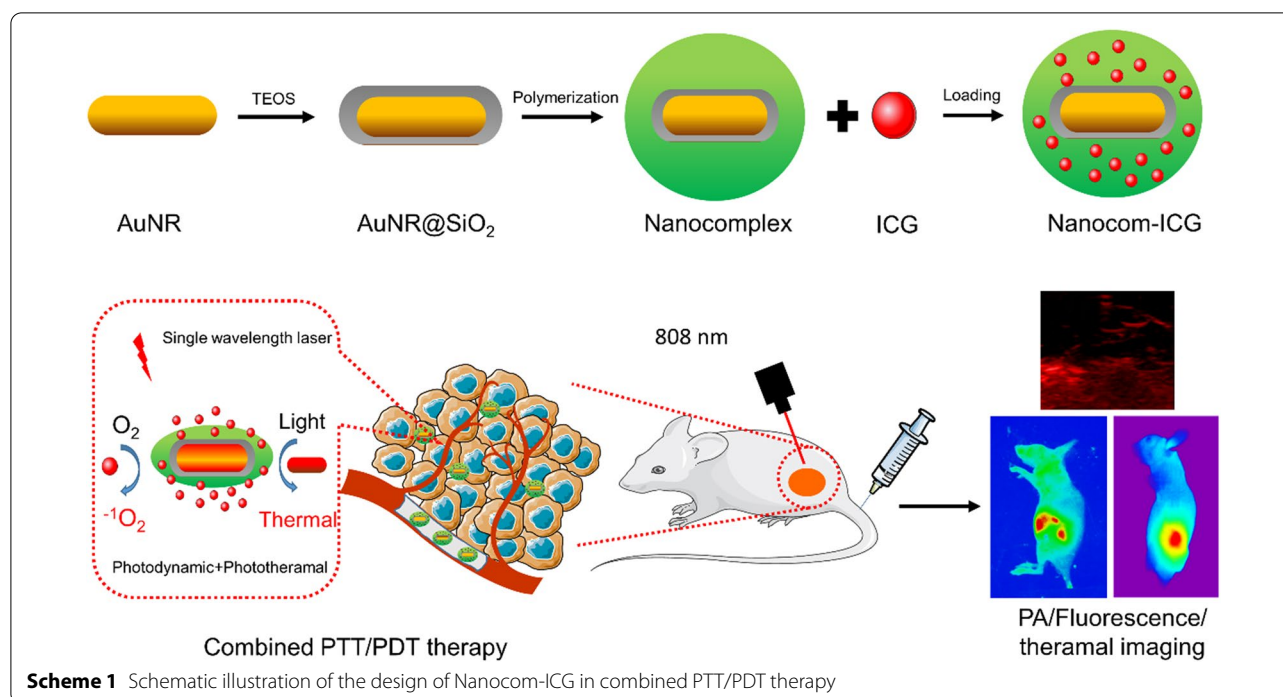 TEOS
Polymerization
Loading
AuNR
AuNR@SiO₂
Nanocomplex
ICG
Nanocom-ICG
Single wavelength laser
O₂
Light
-¹O₂
Thermal
Photodynamic+Phototheramal
808 nm
Combined PTT/PDT therapy
PA/Fluorescence/
theramal imaging
Scheme 1 Schematic illustration of the design of Nanocom-ICG in combined PTT/PDT therapy